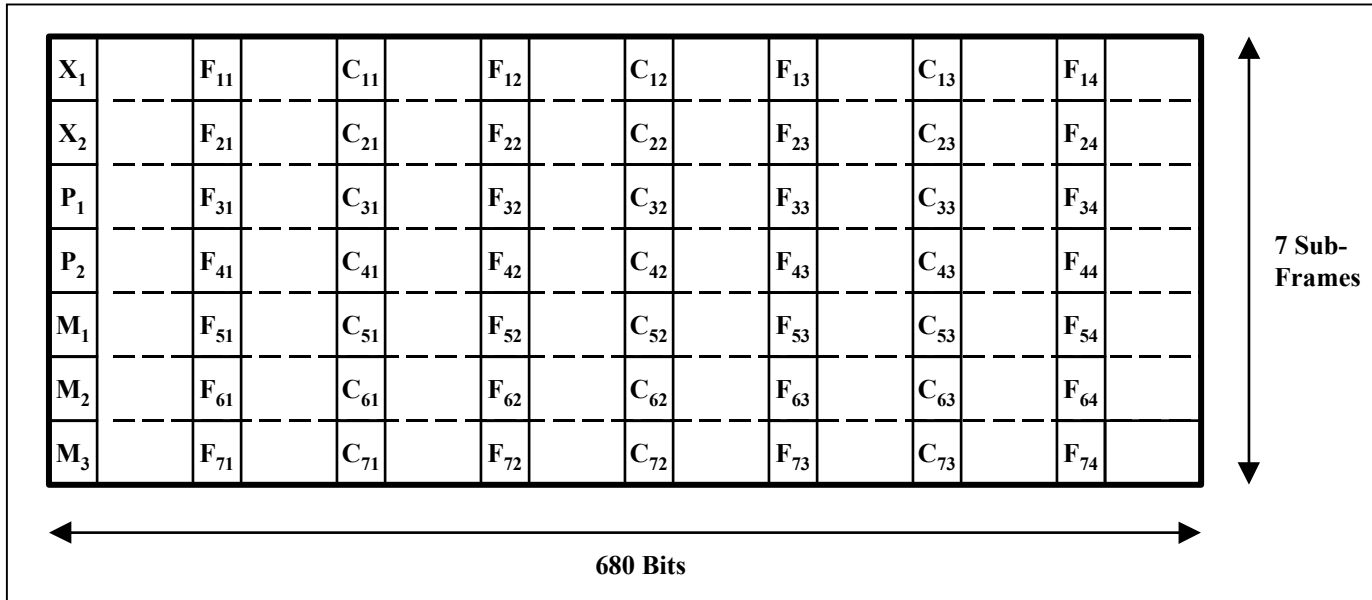 X₁ F₁₁ C₁₁ F₁₂ C₁₂ F₁₃ C₁₃ F₁₄
X₂ F₂₁ C₂₁ F₂₂ C₂₂ F₂₃ C₂₃ F₂₄
P₁ F₃₁ C₃₁ F₃₂ C₃₂ F₃₃ C₃₃ F₃₄
P₂ F₄₁ C₄₁ F₄₂ C₄₂ F₄₃ C₄₃ F₄₄
M₁ F₅₁ C₅₁ F₅₂ C₅₂ F₅₃ C₅₃ F₅₄
M₂ F₆₁ C₆₁ F₆₂ C₆₂ F₆₃ C₆₃ F₆₄
M₃ F₇₁ C₇₁ F₇₂ C₇₂ F₇₃ C₇₃ F₇₄
7 Sub-
Frames
680 Bits